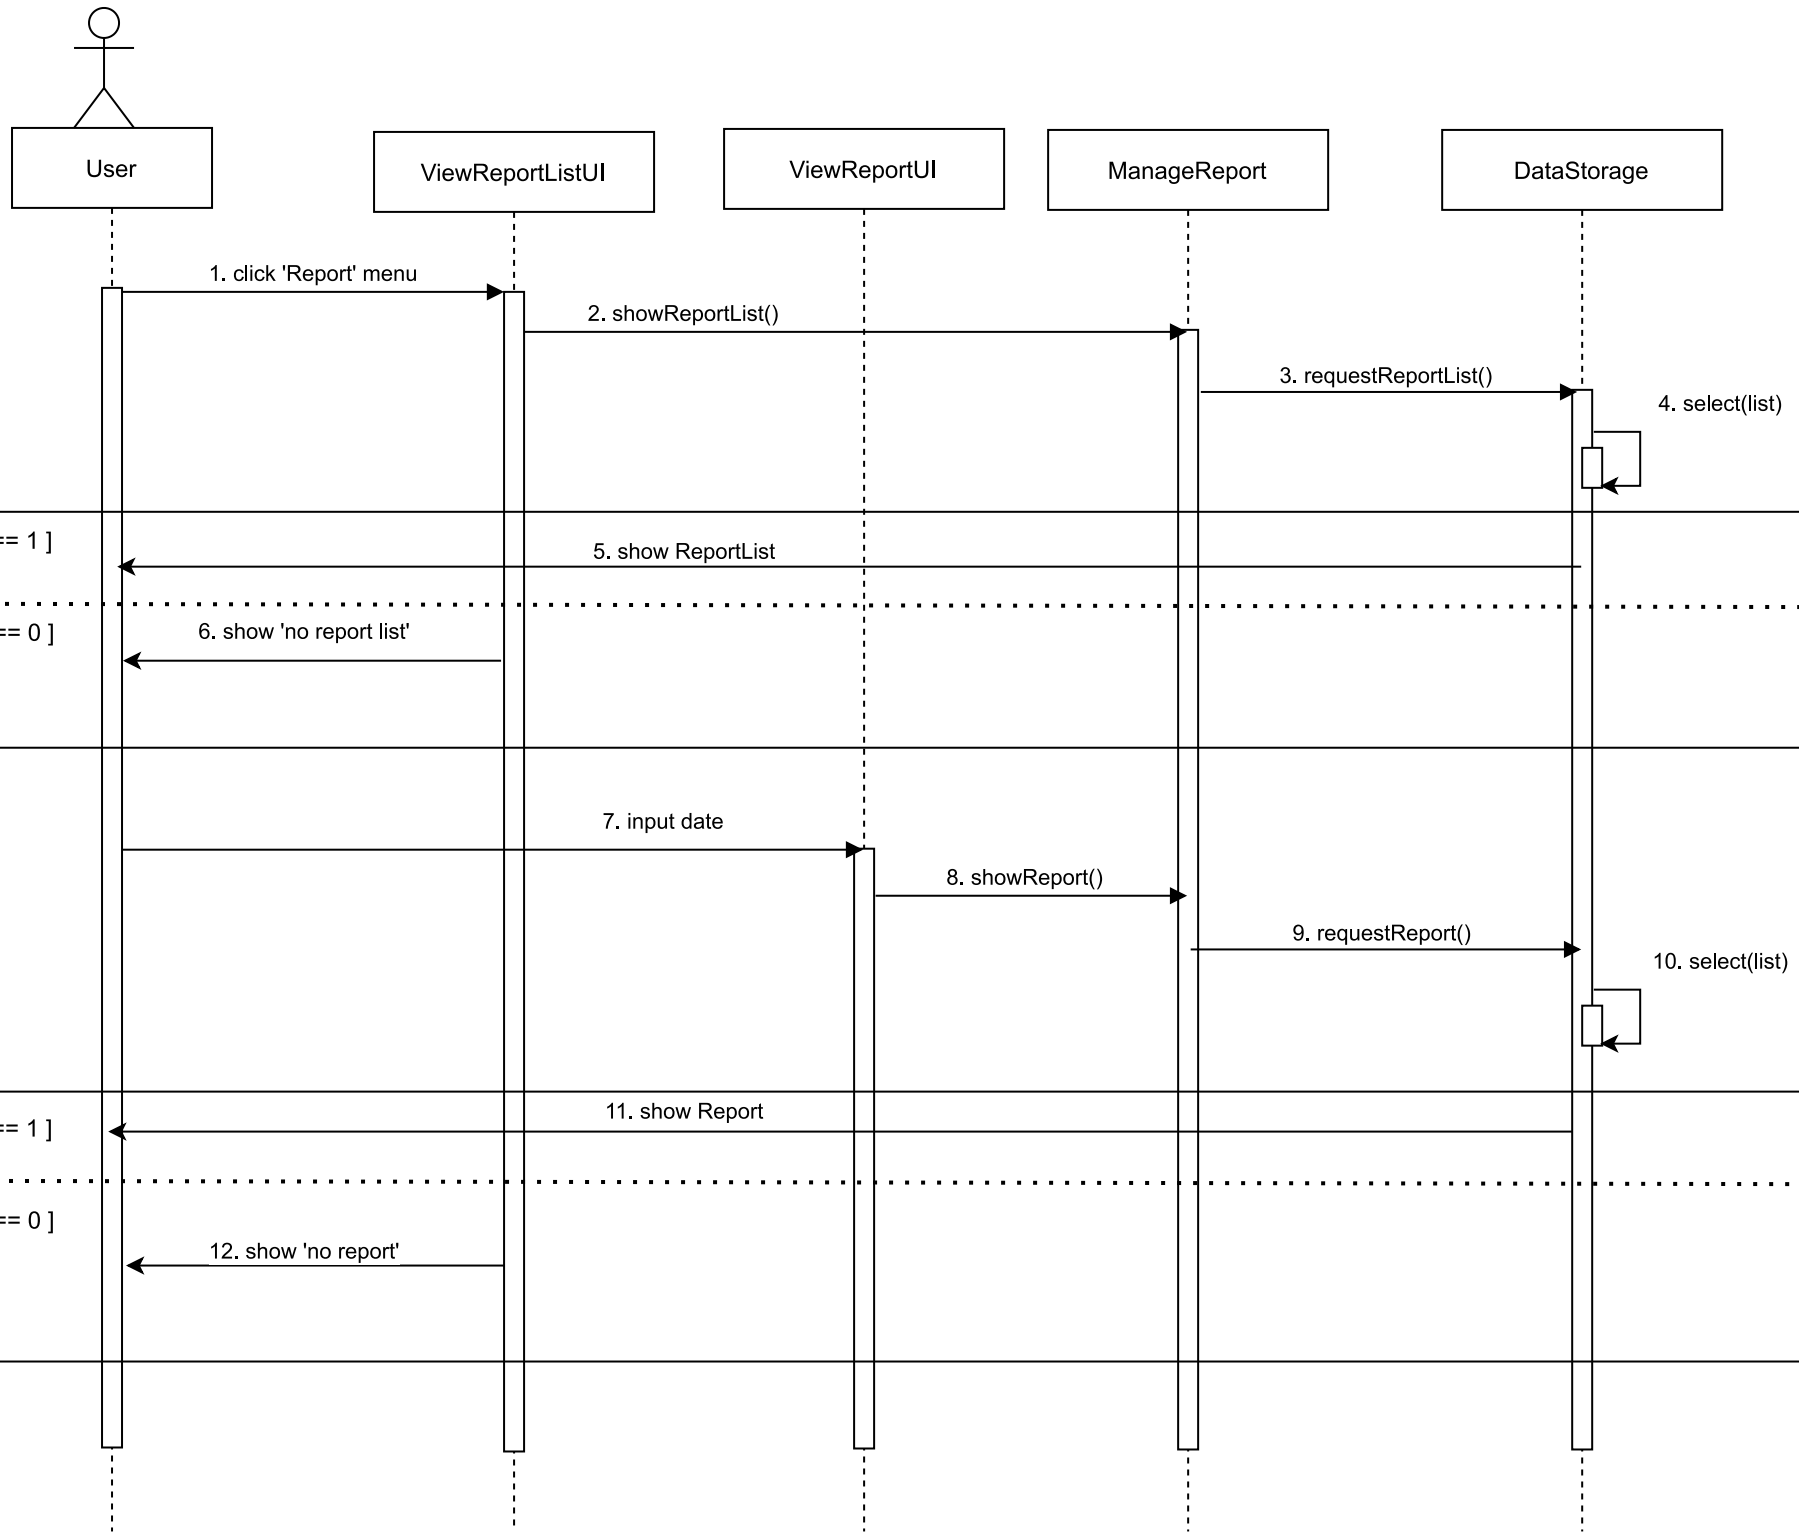 User
ViewReportListUI
ViewReportUI
ManageReport
DataStorage
1. click 'Report' menu
2. showReportList()
3. requestReportList()
4. select(list)
== 1 ]
5. show ReportList
== 0 ]
6. show 'no report list'
7. input date
8. showReport()
9. requestReport()
10. select(list)
11. show Report
== 1 ]
== 0 ]
12. show 'no report'